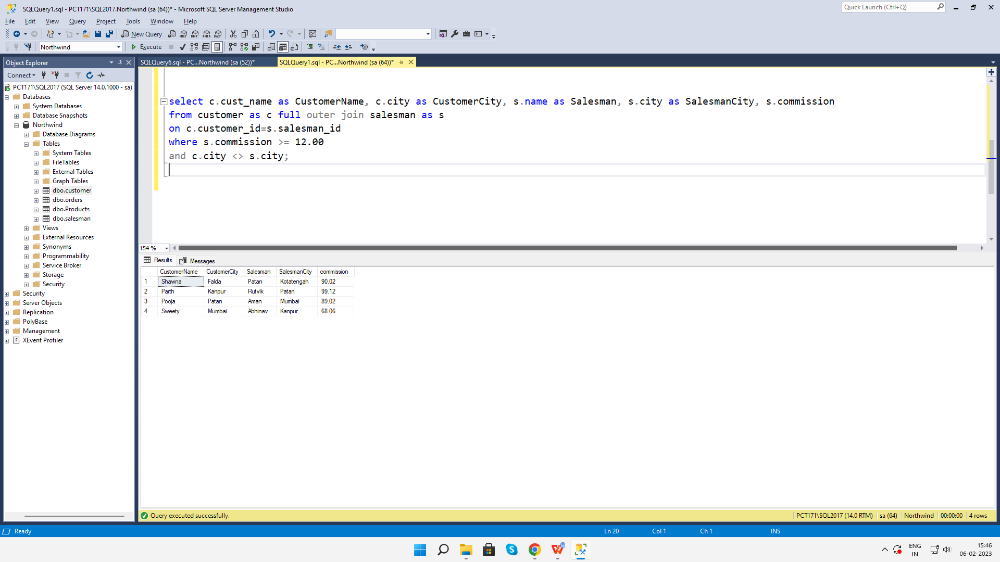 SQLQuery1.sql - PCT171\SQL2017.Northwind (sa (64))* - Microsoft SQL Server Management Studio
Quick Launch (Ctrl+Q)
File Edit View Query Project Tools Window Help
New Query
MDX DMX XMLA DAX
Northwind
Execute
Object Explorer
Connect
PCT171\SQL2017 (SQL Server 14.0.1000 - sa)
Databases
System Databases
Database Snapshots
Northwind
Database Diagrams
Tables
System Tables
FileTables
External Tables
Graph Tables
dbo.customer
dbo.orders
dbo.Products
dbo.salesman
Views
External Resources
Synonyms
Programmability
Service Broker
Storage
Security
Security
Server Objects
Replication
PolyBase
Management
XEvent Profiler
SQLQuery6.sql - PC...Northwind (sa (52))*
SQLQuery1.sql - PC...Northwind (sa (64))*
select c.cust_name as CustomerName, c.city as CustomerCity, s.name as Salesman, s.city as SalesmanCity, s.commission
from customer as c full outer join salesman as s
on c.customer_id=s.salesman_id
where s.commission >= 12.00
and c.city <> s.city;
154 %
Results Messages
CustomerName CustomerCity Salesman SalesmanCity commission
1 Shawna Falda Patan Kotatengah 90.02
2 Parth Kanpur Rutvik Patan 99.12
3 Pooja Patan Aman Mumbai 89.02
4 Sweety Mumbai Abhinav Kanpur 68.06
Query executed successfully.
PCT171\SQL2017 (14.0 RTM) sa (64) Northwind 00:00:00 4 rows
Ready
Ln 20 Col 1 Ch 1 INS
ENG
IN
15:46
06-02-2023